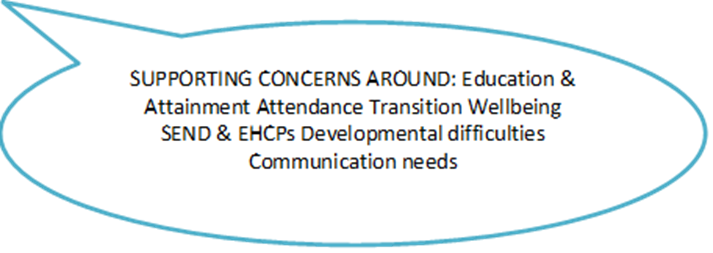 SUPPORTING CONCERNS AROUND: Education &
Attainment Attendance Transition Wellbeing
SEND & EHCPs Developmental difficulties
Communication needs